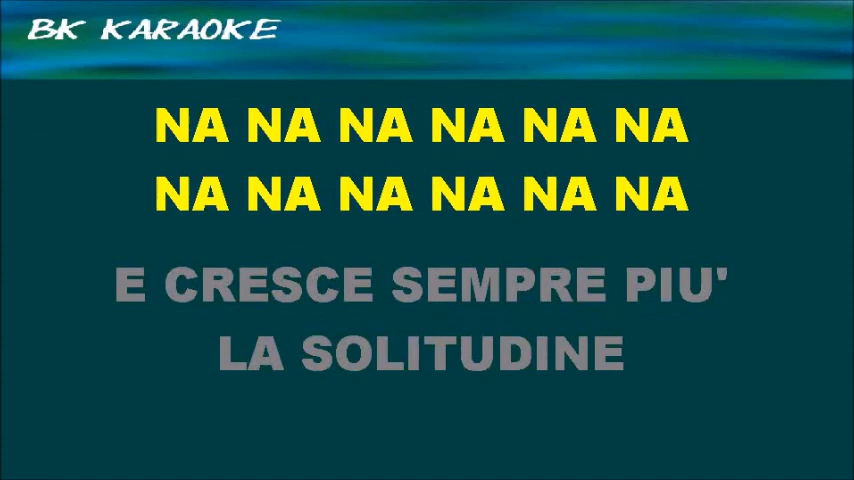 BK KARAOKE
NA NA NA NA NA NA
NA NA NA NA NA NA
E CRESCE SEMPRE PIU'
LA SOLITUDINE